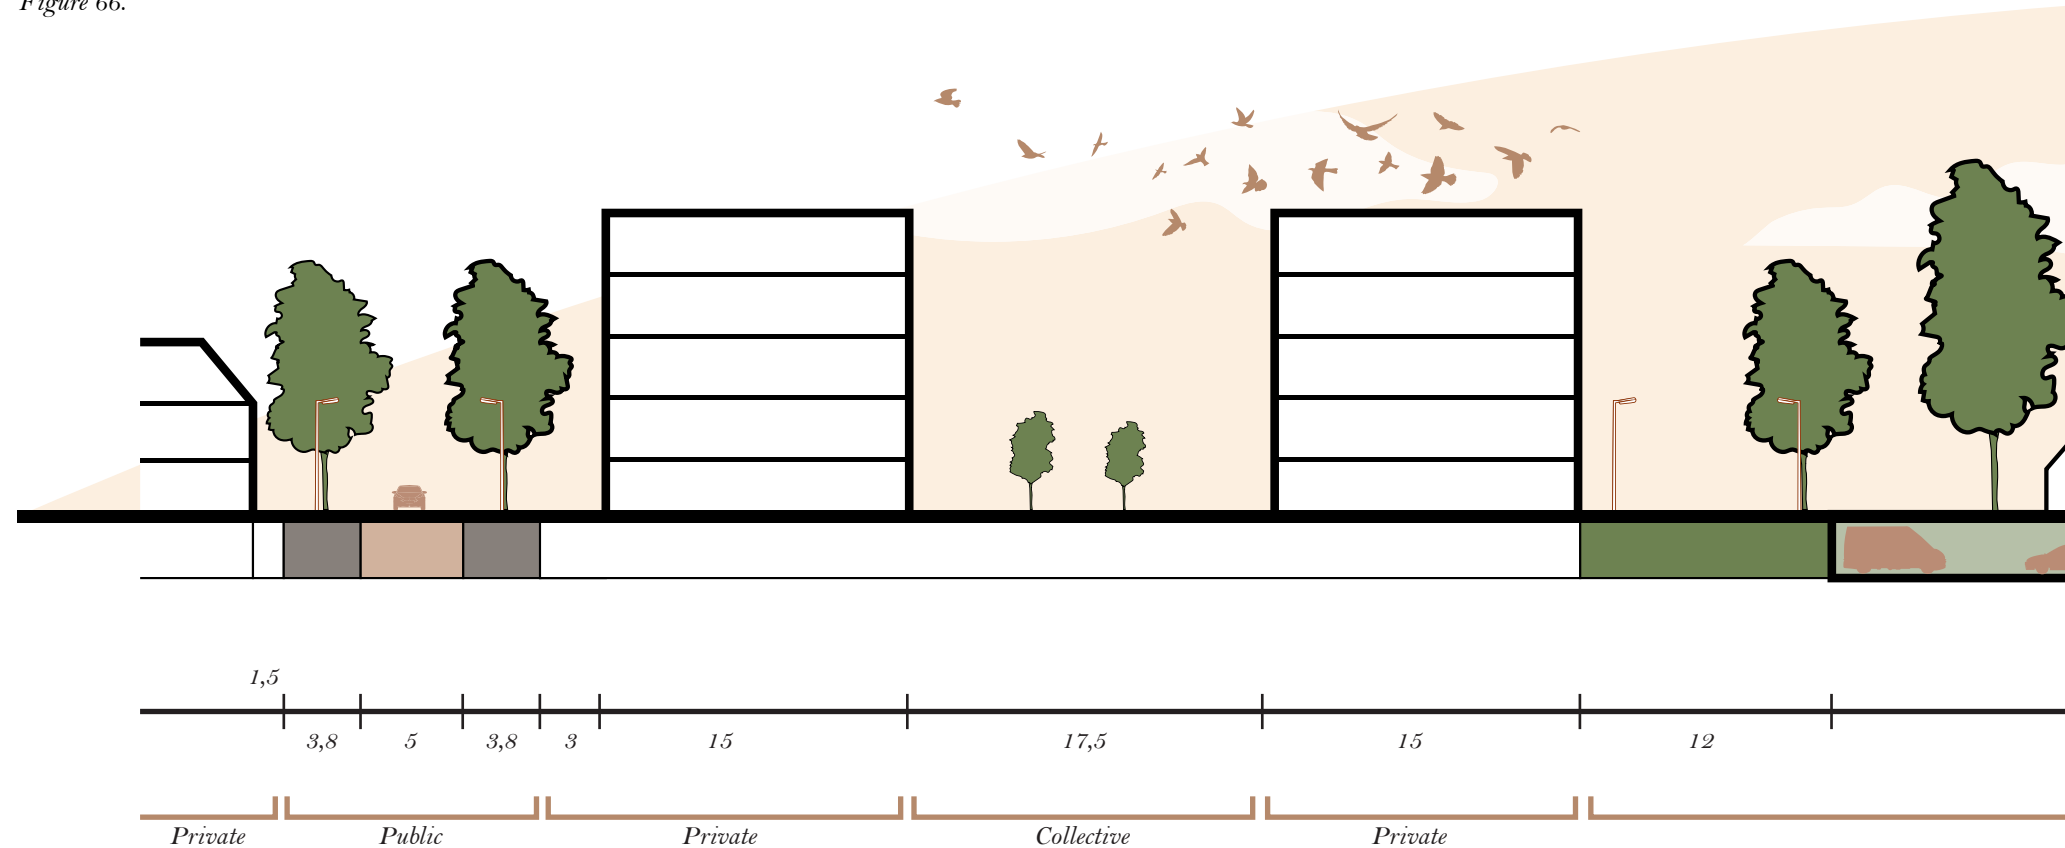 Figure 66.
1,5
3,8 5 3,8 3 15 17,5 15 12
Private Public Private Collective Private